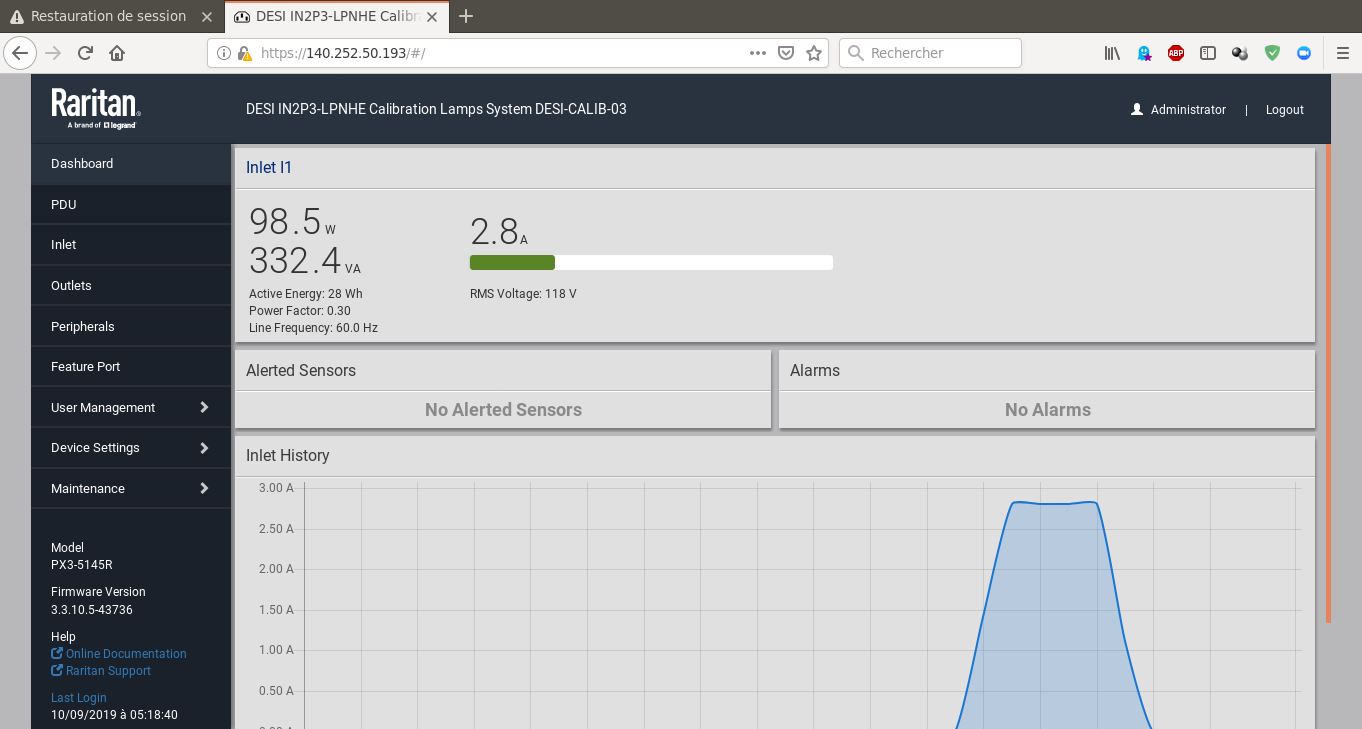 Restauration de session
DESI IN2P3-LPNHE Calibr
https://140.252.50.193/#/
Rechercher
ABP
Raritan
A brand of legrand
DESI IN2P3-LPNHE Calibration Lamps System DESI-CALIB-03
Administrator | Logout
Dashboard
PDU
Inlet
Outlets
Peripherals
Feature Port
User Management
Device Settings
Maintenance
Model
PX3-5145R
Firmware Version
3.3.10.5-43736
Help
Online Documentation
Raritan Support
Last Login
10/09/2019 à 05:18:40
Inlet I1
98.5 W
332.4 VA
Active Energy: 28 Wh
Power Factor: 0.30
Line Frequency: 60.0 Hz
2.8 A
RMS Voltage: 118 V
Alerted Sensors
No Alerted Sensors
Alarms
No Alarms
Inlet History
3.00 A
2.50 A
2.00 A
1.50 A
1.00 A
0.50 A
0.00 A